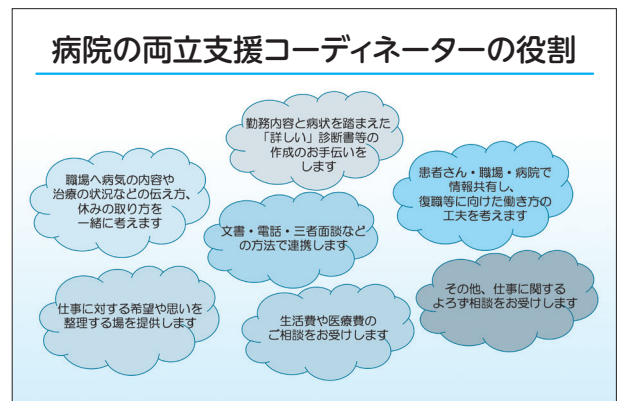 病院の両立支援コーディネーターの役割
勤務内容と病状を踏まえた
「詳しい」診断書等の
作成のお手伝いを
します
職場へ病気の内容や
治療の状況などの伝え方、
休みの取り方を
一緒に考えます
患者さん・職場・病院で
情報共有し、
復職等に向けた働き方の
工夫を考えます
文書・電話・三者面談など
の方法で連携します
仕事に対する希望や思いを
整理する場を提供します
生活費や医療費の
ご相談をお受けします
その他、仕事に関する
よろず相談をお受けします